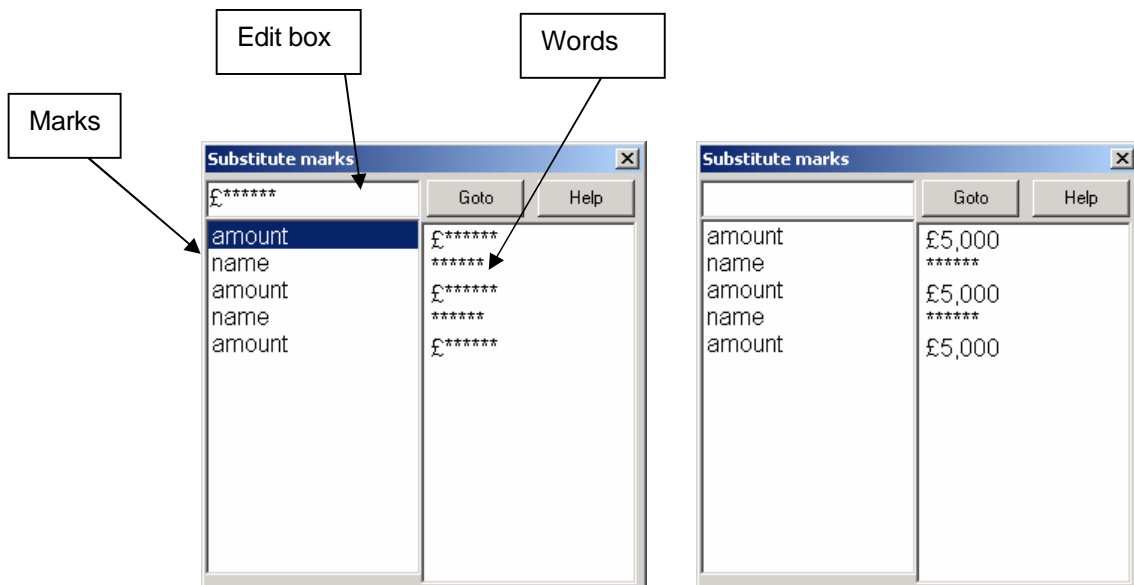 Edit box
Words
Marks
Substitute marks
£******
Goto
Help
amount £******
name ******
amount £******
name ******
amount £******
Substitute marks
Goto
Help
amount £5,000
name ******
amount £5,000
name ******
amount £5,000